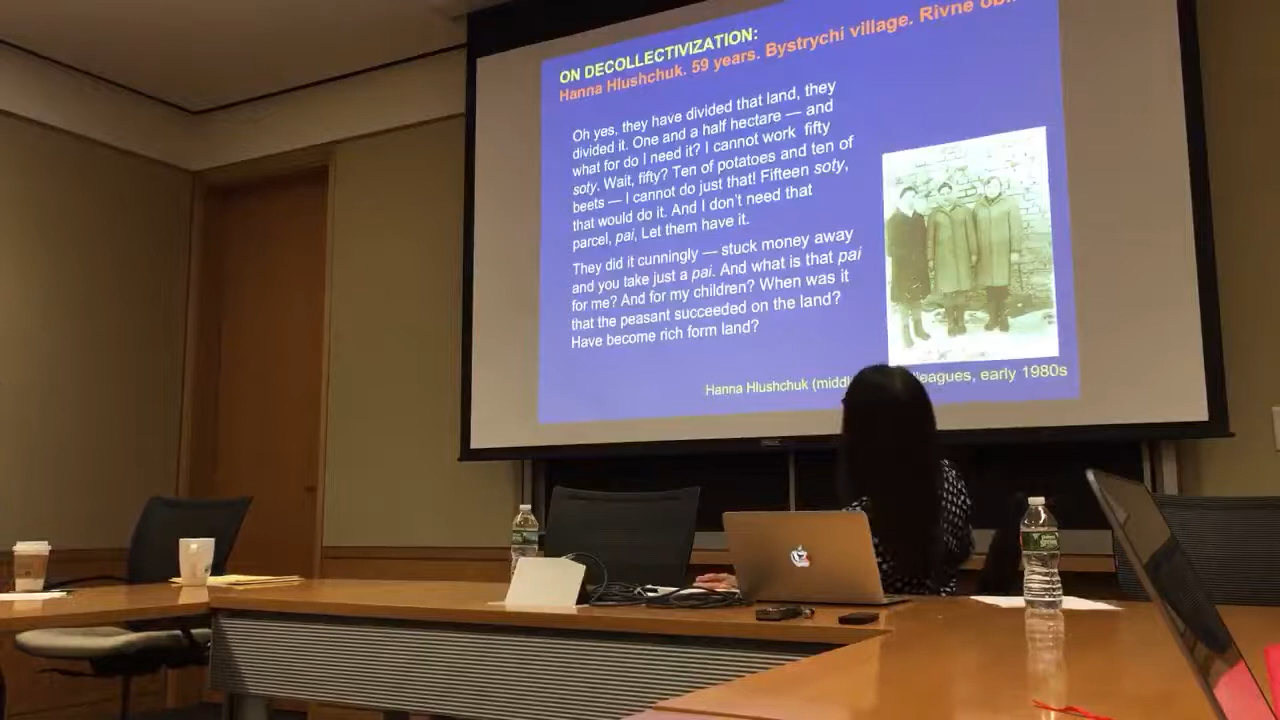 ON DECOLLECTIVIZATION:
Hanna Hlushchuk. 59 years. Bystrychi village. Rivne
Oh yes, they have divided that land, they
divided it. One and a half hectare — and
what for do I need it? I cannot work fifty
soty. Wait, fifty? Ten of potatoes and ten of
beets — I cannot do just that! Fifteen soty,
that would do it. And I don't need that
parcel, pai, Let them have it.
They did it cunningly — stuck money away
and you take just a pai. And what is that pai
for me? And for my children? When was it
that the peasant succeeded on the land?
Have become rich form land?
Hanna Hlushchuk early 1980s